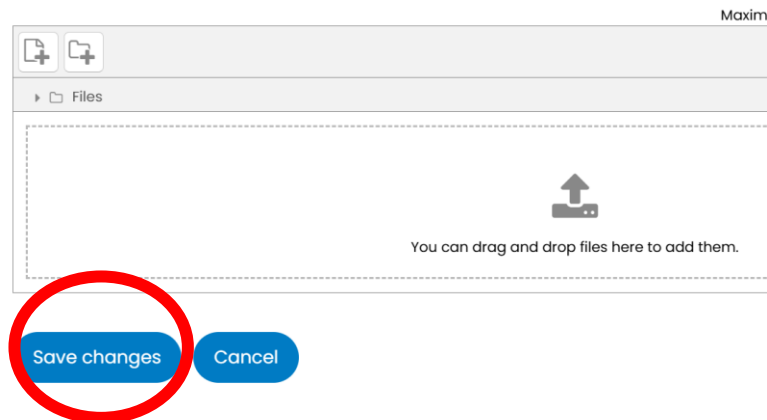 Maxim
Files
You can drag and drop files here to add them.
Save changes Cancel